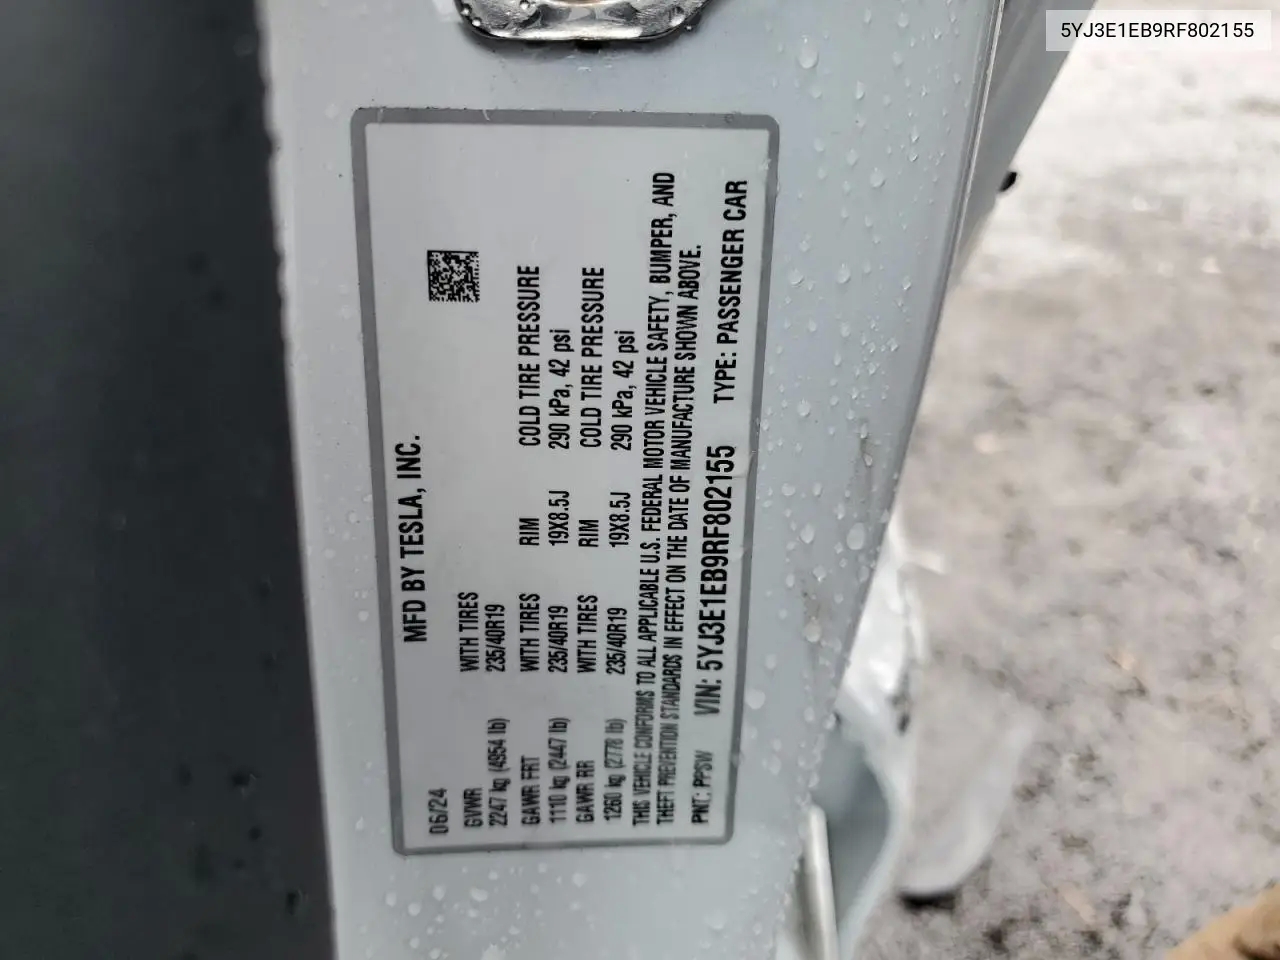 5YJ3E1EB9RF802155
MFD BY TESLA, INC.
06/24
GVWR WITH TIRES
2247 kg (4954 lb) 235/40R19
GAWR FRT WITH TIRES RIM COLD TIRE PRESSURE
1110 kg (2447 lb) 235/40R19 19X8.5J 290 kPa, 42 psi
GAWR RR WITH TIRES RIM COLD TIRE PRESSURE
1260 kg (2778 lb) 235/40R19 19X8.5J 290 kPa, 42 psi
THIS VEHICLE CONFORMS TO ALL APPLICABLE U.S. FEDERAL MOTOR VEHICLE SAFETY, BUMPER, AND
THEFT PREVENTION STANDARDS IN EFFECT ON THE DATE OF MANUFACTURE SHOWN ABOVE.
PNT: PPSW VIN: 5YJ3E1EB9RF802155 TYPE: PASSENGER CAR